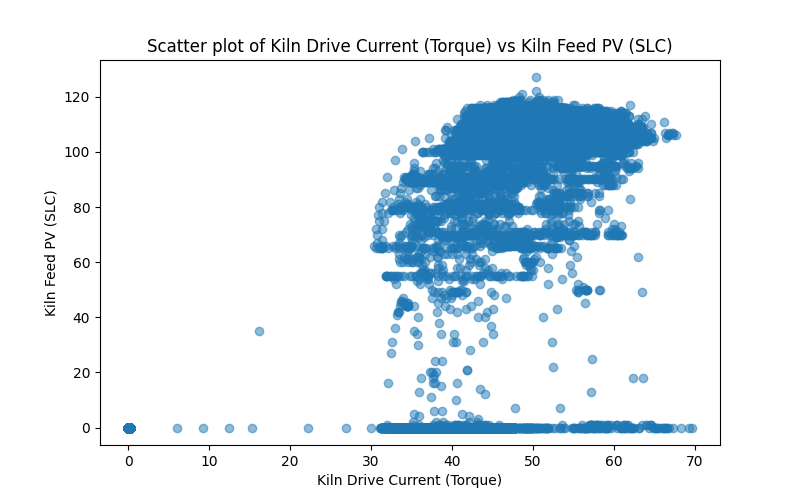 Scatter plot of Kiln Drive Current (Torque) vs Kiln Feed PV (SLC)
120
100
80
60
40
20
0
Kiln Feed PV (SLC)
0 10 20 30 40 50 60 70
Kiln Drive Current (Torque)